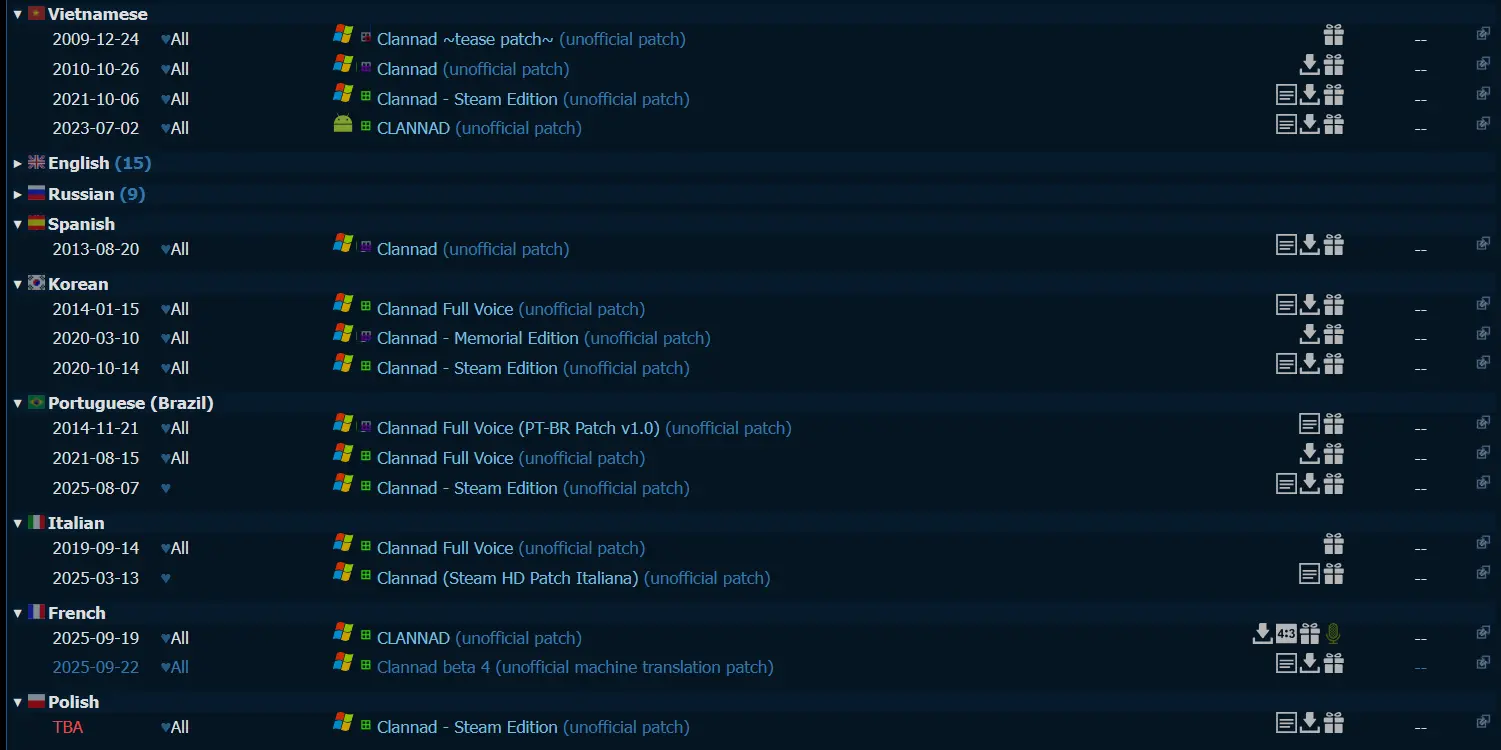 ▼ Vietnamese
2009-12-24 ♥All Clannad ~tease patch~ (unofficial patch) --
2010-10-26 ♥All Clannad (unofficial patch) --
2021-10-06 ♥All Clannad - Steam Edition (unofficial patch) --
2023-07-02 ♥All CLANNAD (unofficial patch) --
▶ English (15)
▶ Russian (9)
▼ Spanish
2013-08-20 ♥All Clannad (unofficial patch) --
▼ Korean
2014-01-15 ♥All Clannad Full Voice (unofficial patch) --
2020-03-10 ♥All Clannad - Memorial Edition (unofficial patch) --
2020-10-14 ♥All Clannad - Steam Edition (unofficial patch) --
▼ Portuguese (Brazil)
2014-11-21 ♥All Clannad Full Voice (PT-BR Patch v1.0) (unofficial patch) --
2021-08-15 ♥All Clannad Full Voice (unofficial patch) --
2025-08-07 ♥ Clannad - Steam Edition (unofficial patch) --
▼ Italian
2019-09-14 ♥All Clannad Full Voice (unofficial patch) --
2025-03-13 ♥ Clannad (Steam HD Patch Italiana) (unofficial patch) --
▼ French
2025-09-19 ♥All CLANNAD (unofficial patch) 4:3 --
2025-09-22 ♥All Clannad beta 4 (unofficial machine translation patch) --
▼ Polish
TBA ♥All Clannad - Steam Edition (unofficial patch) --